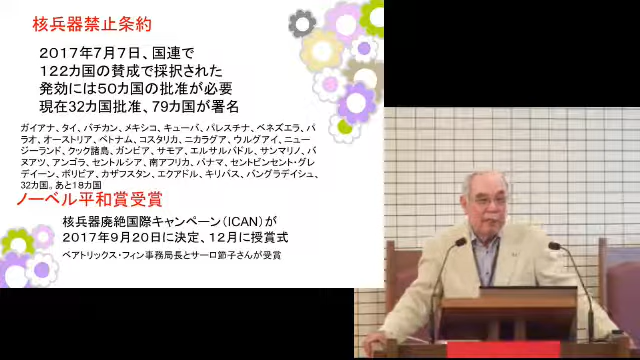 核兵器禁止条約
2017年7月7日、国連で
122カ国の賛成で採択された
発効には50カ国の批准が必要
現在32カ国批准、79カ国が署名
ガイアナ、タイ、バチカン、メキシコ、キューバ、パレスチナ、ベネズエラ、パ
ラオ、オーストリア、ベトナム、コスタリカ、ニカラグア、ウルグアイ、ニュー
ジーランド、クック諸島、ガンビア、サモア、エルサルバドル、サンマリノ、バ
ヌアツ、アンゴラ、セントルシア、南アフリカ、パナマ、セントビンセント・グレ
ディーン、ボリビア、カザフスタン、エクアドル、キリバス、バングラデイシュ、
32カ国。あと18カ国
ノーベル平和賞受賞
核兵器廃絶国際キャンペーン(ICAN)が
2017年9月20日に決定、12月に授賞式
ベアトリックス・フィン事務局長とサーロ節子さんが受賞